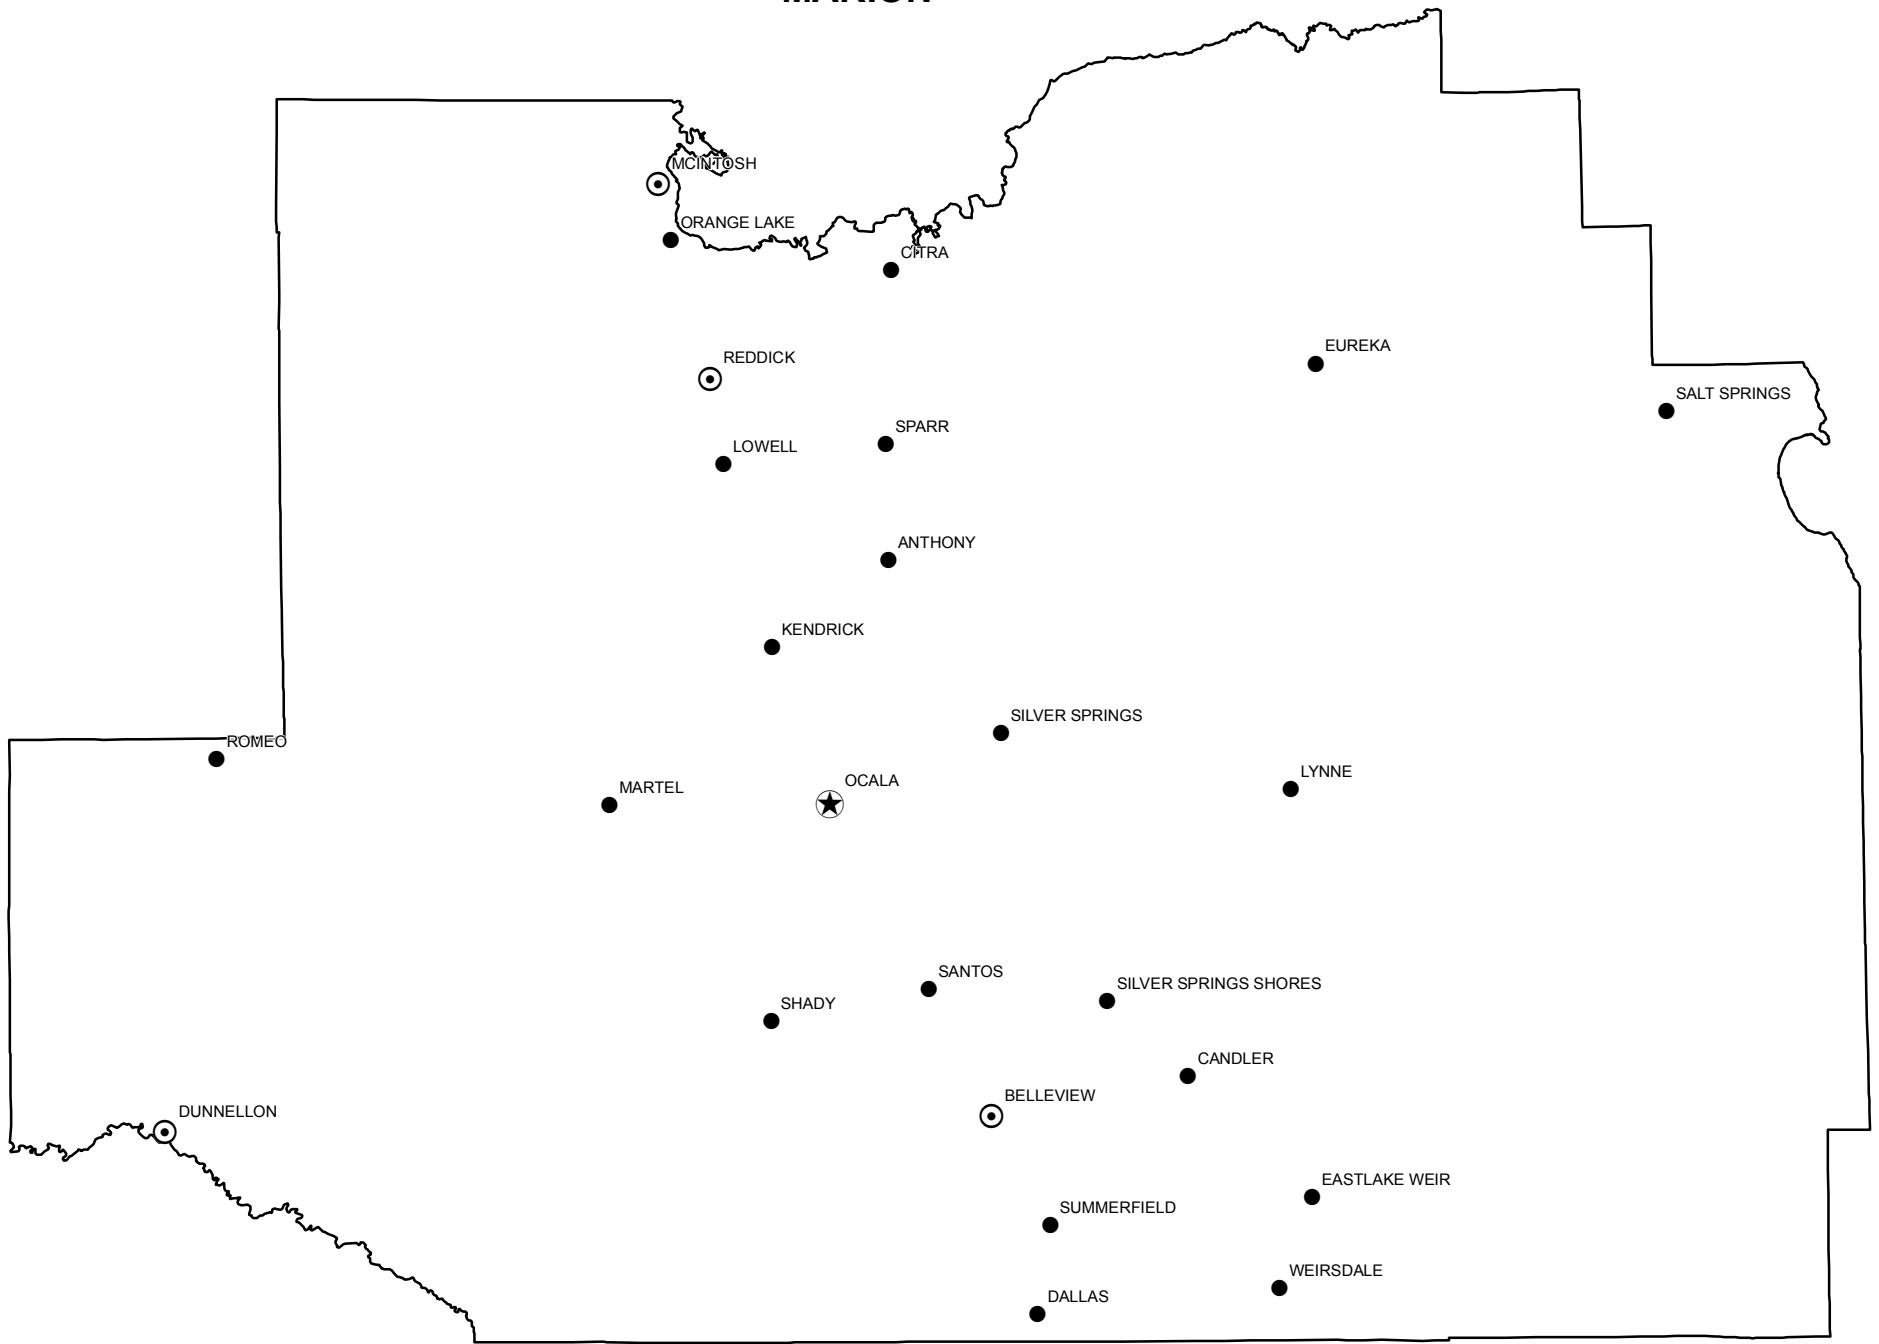 MARION
MCINTOSH
ORANGE LAKE
CITRA
EUREKA
REDDICK
SALT SPRINGS
SPARR
LOWELL
ANTHONY
KENDRICK
SILVER SPRINGS
ROMEO
LYNNE
OCALA
MARTEL
SANTOS
SILVER SPRINGS SHORES
SHADY
CANDLER
BELLEVIEW
DUNNELLON
EASTLAKE WEIR
SUMMERFIELD
WEIRSDALE
DALLAS